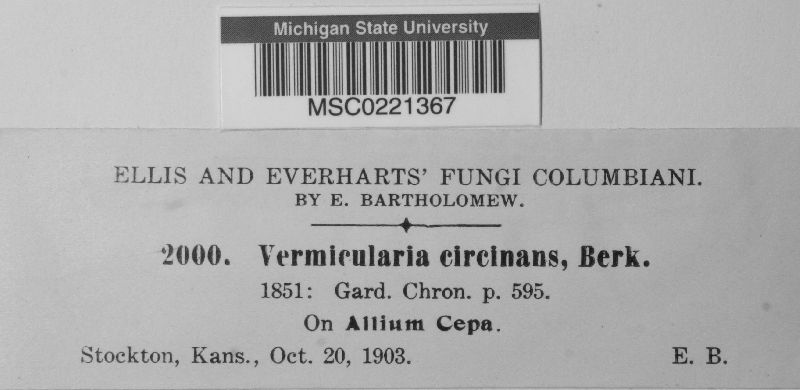 Michigan State University
MSC0221367
ELLIS AND EVERHARTS' FUNGI COLUMBIANI.
BY E. BARTHOLOMEW.
2000. Vermicularia circinans, Berk.
1851: Gard. Chron. p. 595.
On Allium Cepa.
Stockton, Kans., Oct. 20, 1903. E. B.